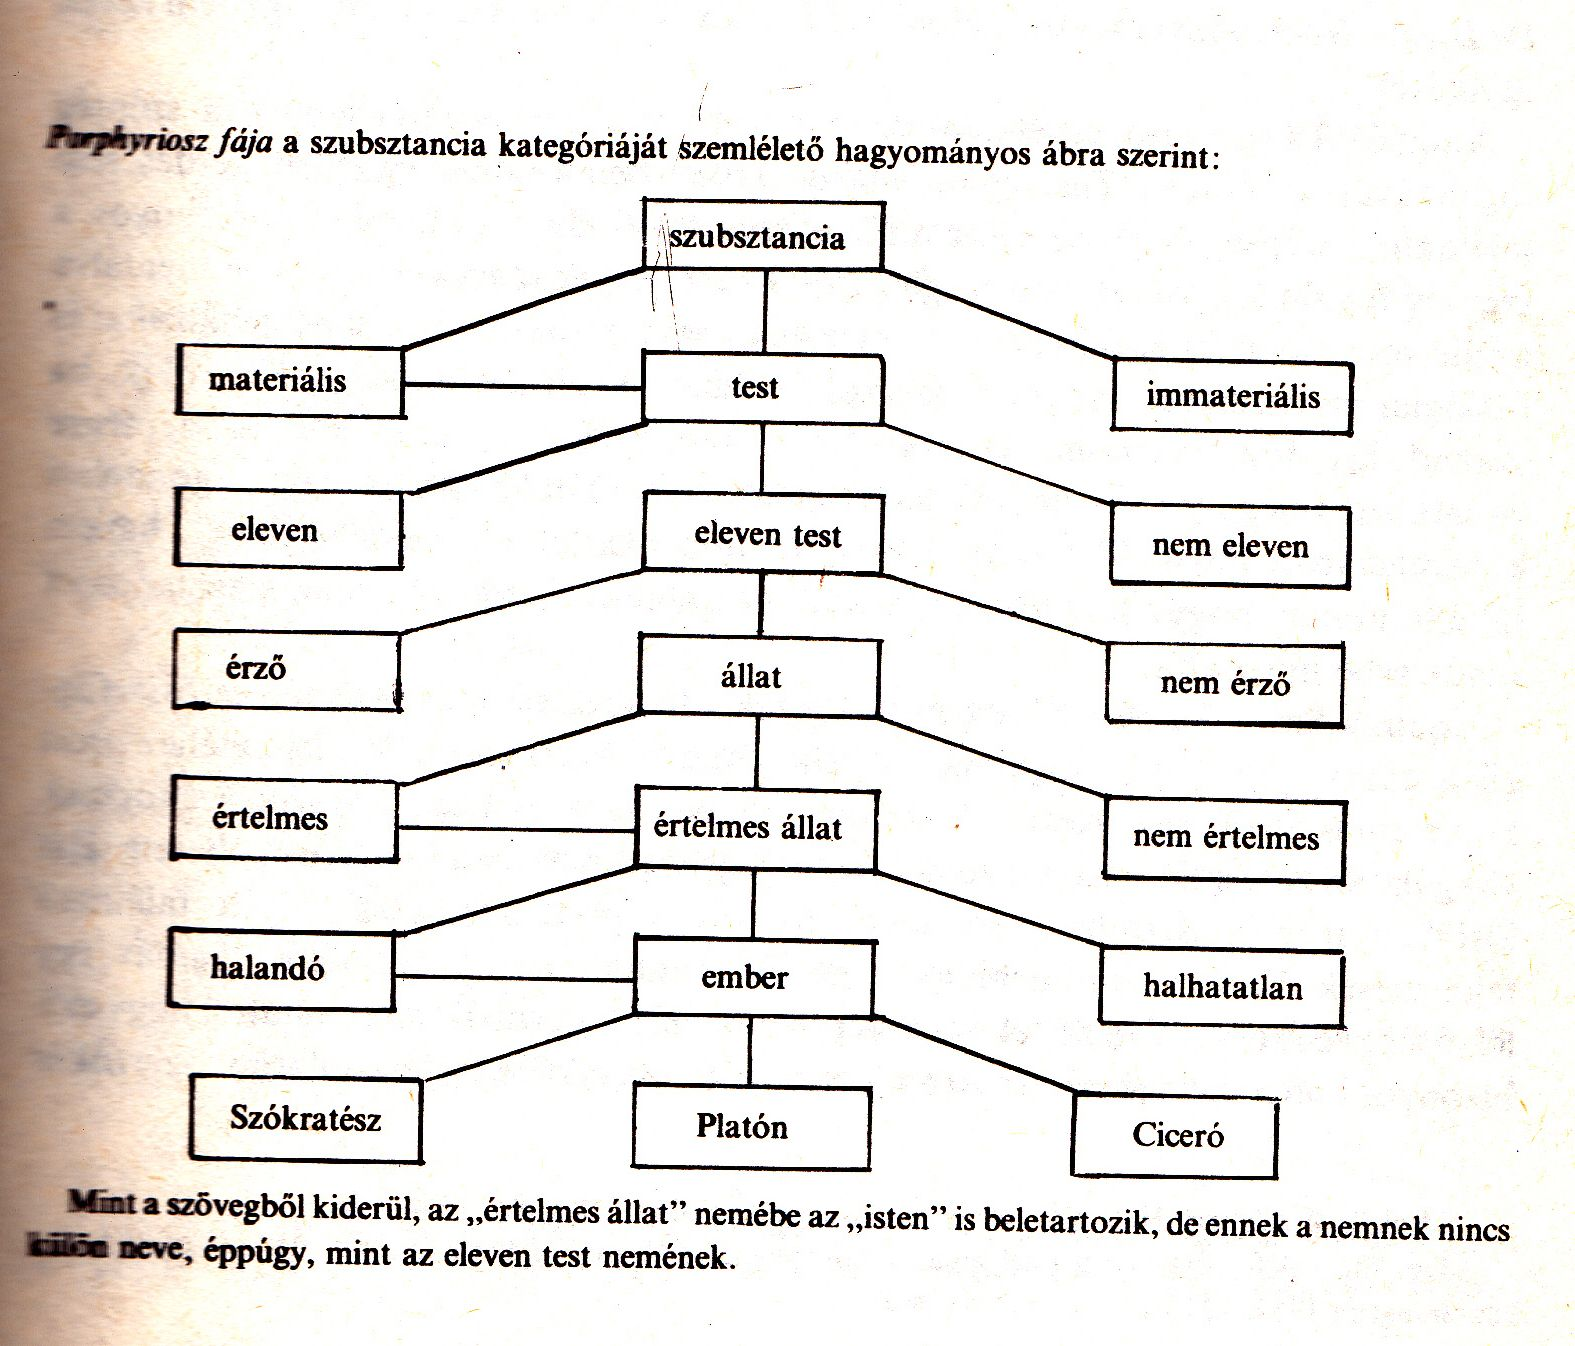 Porphyriosz fája a szubsztancia kategóriáját szemlélető hagyományos ábra szerint:
szubsztancia
materiális
test
immateriális
eleven
eleven test
nem eleven
érző
állat
nem érző
értelmes
értelmes állat
nem értelmes
halandó
ember
halhatatlan
Szókratész
Platón
Ciceró
Mint a szövegből kiderül, az „értelmes állat” nemébe az „isten” is beletartozik, de ennek a nemnek nincs
külön neve, éppúgy, mint az eleven test nemének.